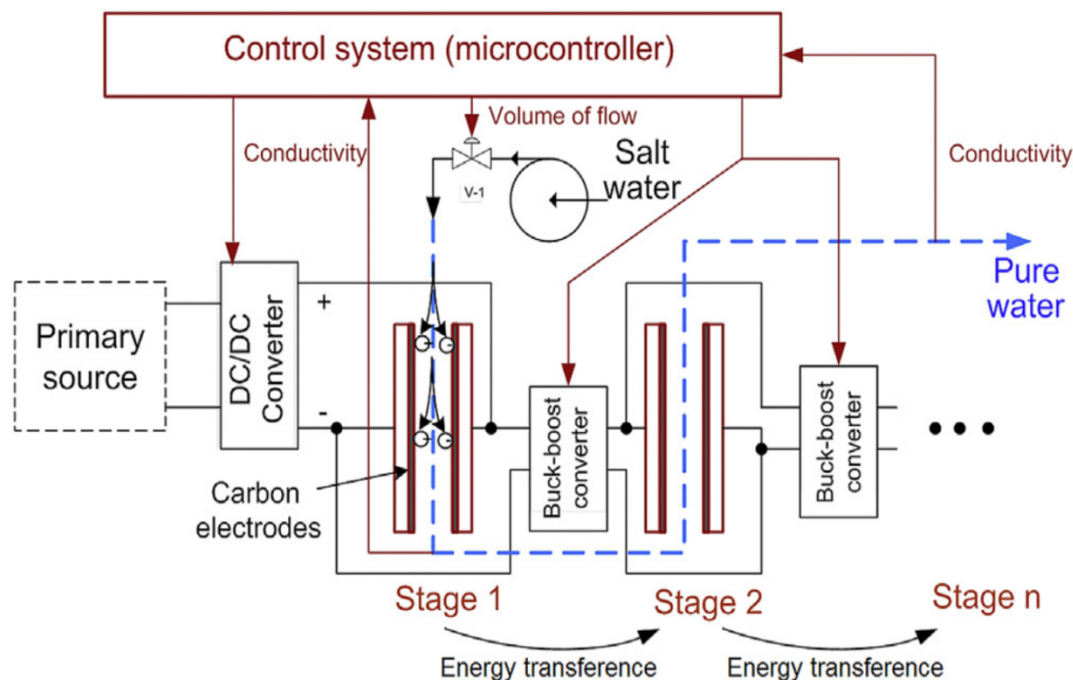 Control system (microcontroller)
Volume of flow
Conductivity
Conductivity
Salt
water
V-1
Pure
water
Primary
source
DC/DC
Converter
+
-
Carbon
electrodes
Buck-boost
converter
Buck-boost
converter
Stage 1
Stage 2
Stage n
Energy transference
Energy transference